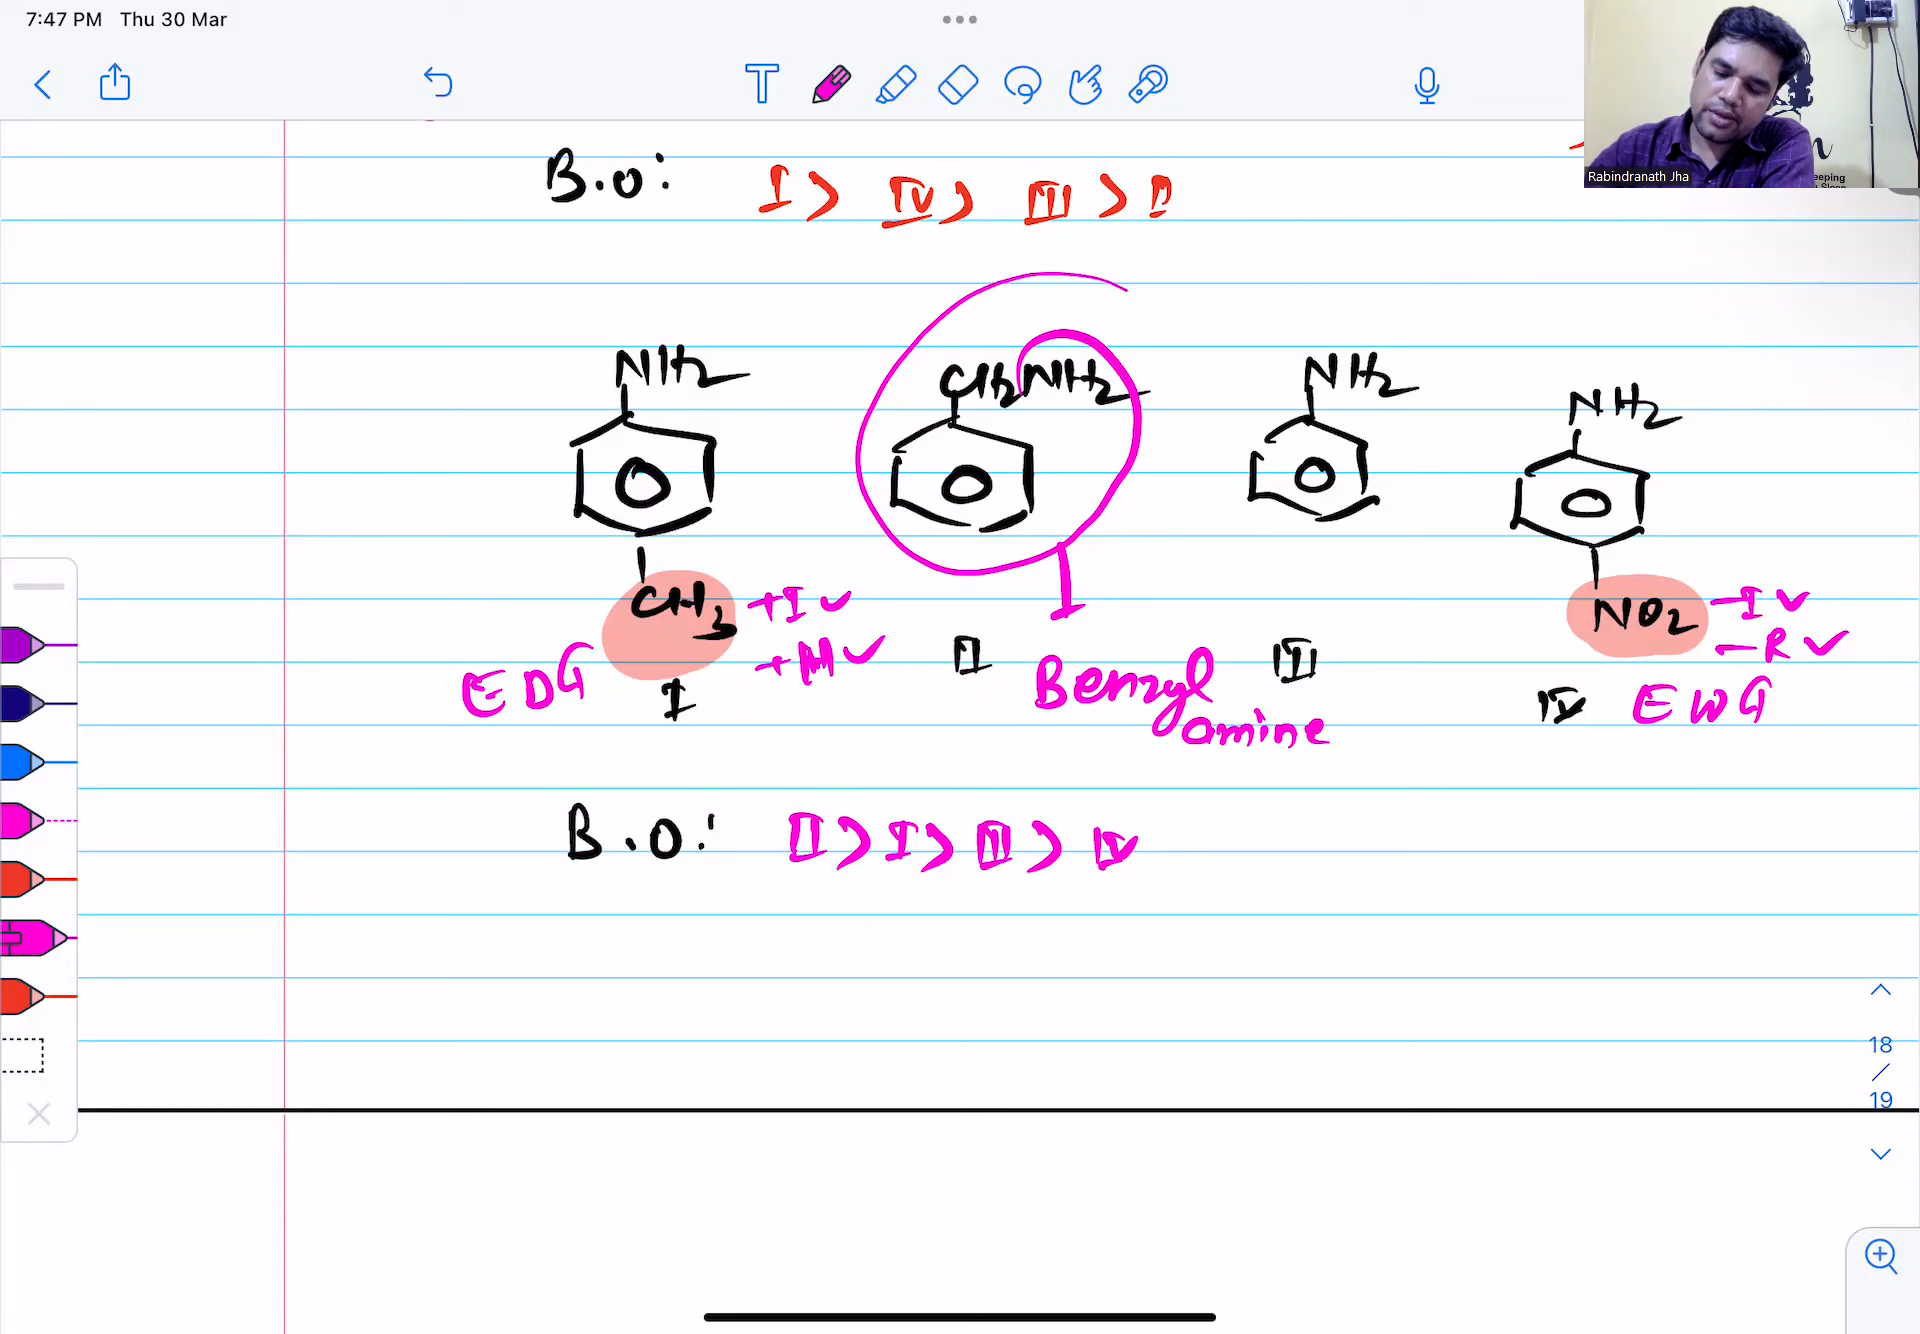 7:47 PM Thu 30 Mar
Rabindranath Jha
eeping
B.O: I > IV > III > II
NH2 CH2NH2 NH2 NH2
CH3 +I ✓ NO2 -I ✓
+H ✓ -R ✓
EDG I II Benzyl amine III IV EWG
B.O: II > I > III > IV
18
/
19